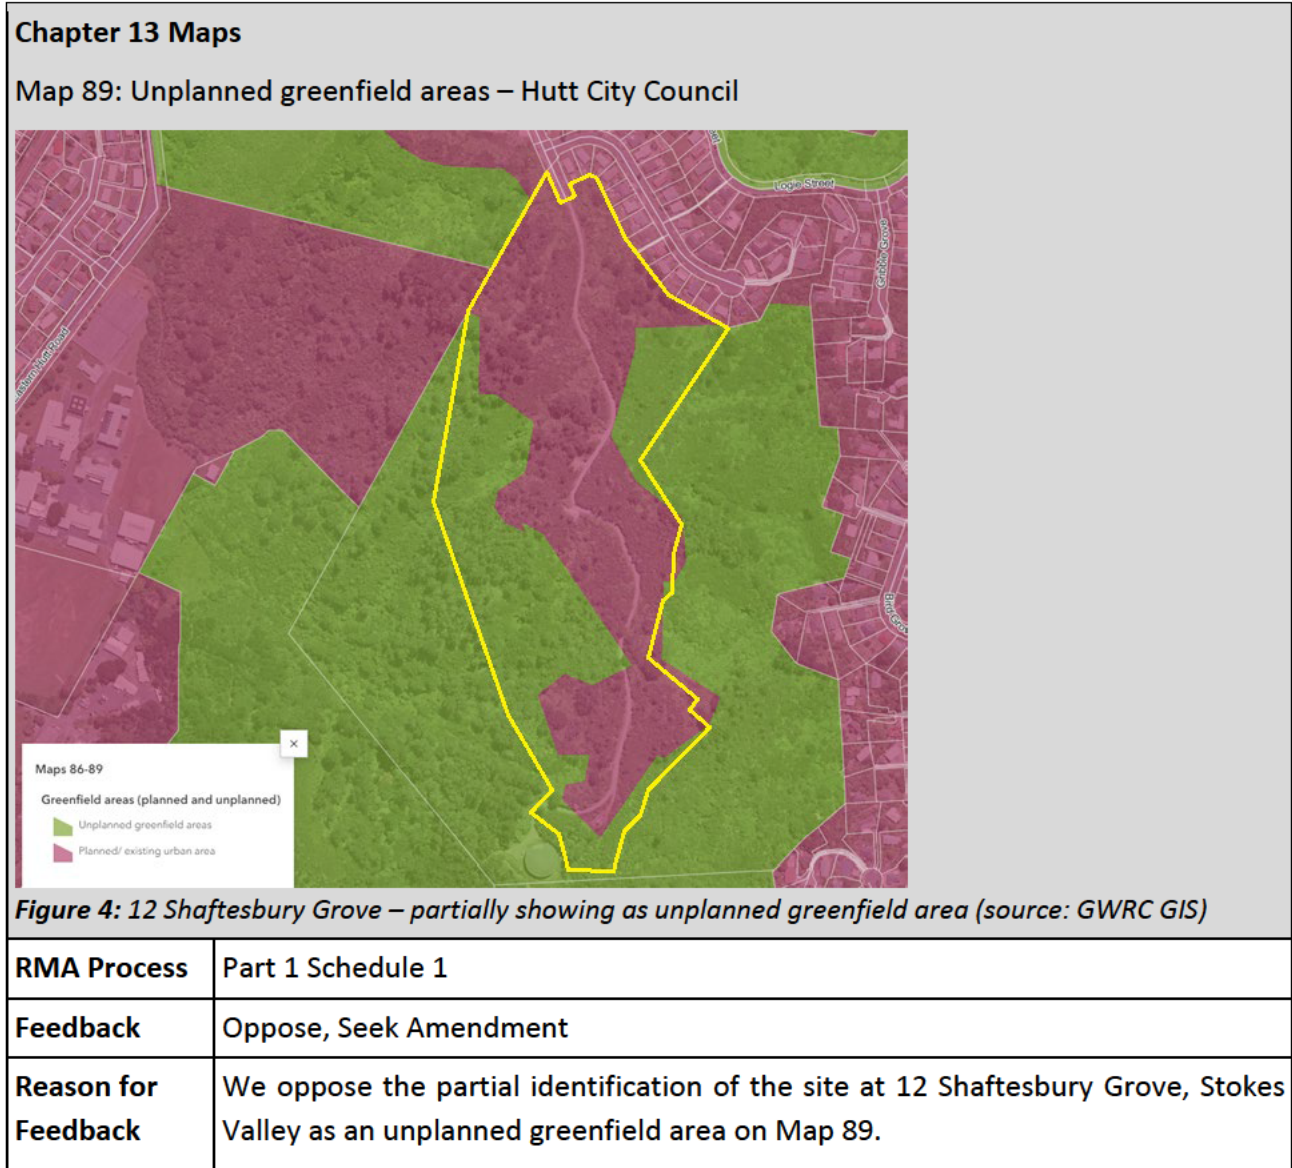 Chapter 13 Maps
Map 89: Unplanned greenfield areas – Hutt City Council
Logie Street
Gribble Grove
Eastern Hutt Road
Maps 86-89
Greenfield areas (planned and unplanned)
Unplanned greenfield areas
Planned/ existing urban area
Figure 4: 12 Shaftesbury Grove – partially showing as unplanned greenfield area (source: GWRC GIS)
RMA Process
Part 1 Schedule 1
Feedback
Oppose, Seek Amendment
Reason for
Feedback
We oppose the partial identification of the site at 12 Shaftesbury Grove, Stokes
Valley as an unplanned greenfield area on Map 89.